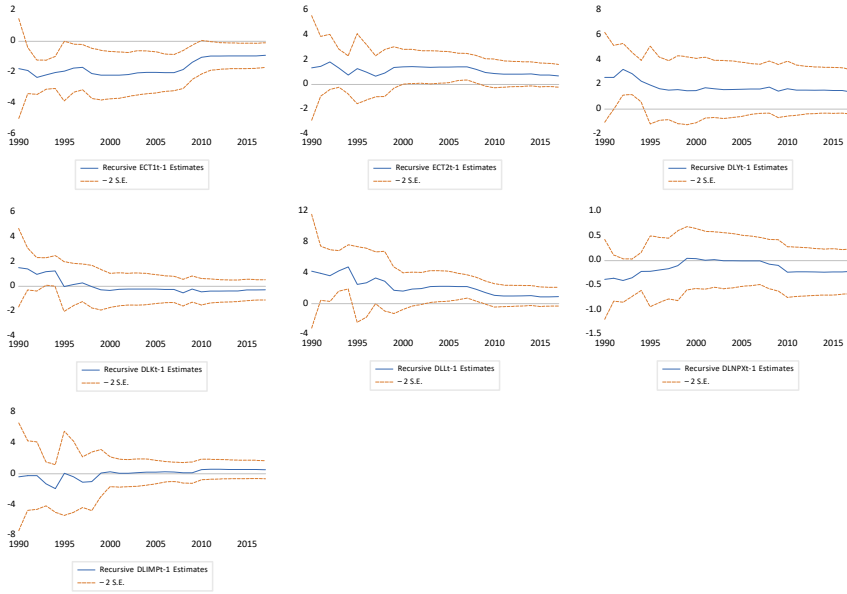 2
0
-2
-4
-6
1990 1995 2000 2005 2010 2015
Recursive ECT1t-1 Estimates
– 2 S.E.
6
4
2
0
-2
-4
1990 1995 2000 2005 2010 2015
Recursive ECT2t-1 Estimates
– 2 S.E.
8
6
4
2
0
-2
1990 1995 2000 2005 2010 2015
Recursive DLYt-1 Estimates
– 2 S.E.
6
4
2
0
-2
-4
1990 1995 2000 2005 2010 2015
Recursive DLKt-1 Estimates
– 2 S.E.
12
8
4
0
-4
1990 1995 2000 2005 2010 2015
Recursive DLLt-1 Estimates
– 2 S.E.
1.0
0.5
0.0
-0.5
-1.0
-1.5
1990 1995 2000 2005 2010 2015
Recursive DLNPXt-1 Estimates
– 2 S.E.
8
4
0
-4
-8
1990 1995 2000 2005 2010 2015
Recursive DLIMPt-1 Estimates
– 2 S.E.